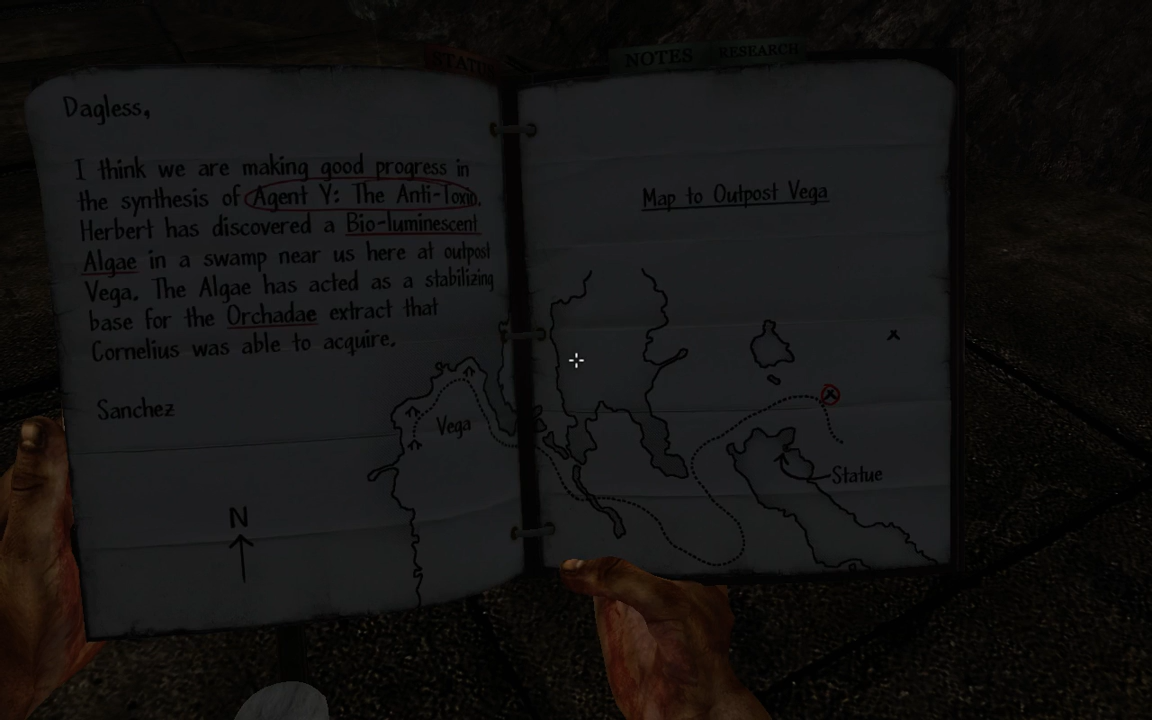 STATUS
NOTES
RESEARCH
Dagless,
I think we are making good progress in
the synthesis of Agent Y: The Anti-Toxin.
Herbert has discovered a Bio-luminescent
Algae in a swamp near us here at outpost
Vega. The Algae has acted as a stabilizing
base for the Orchadae extract that
Cornelius was able to acquire.
Sanchez
Vega
N
Map to Outpost Vega
Statue